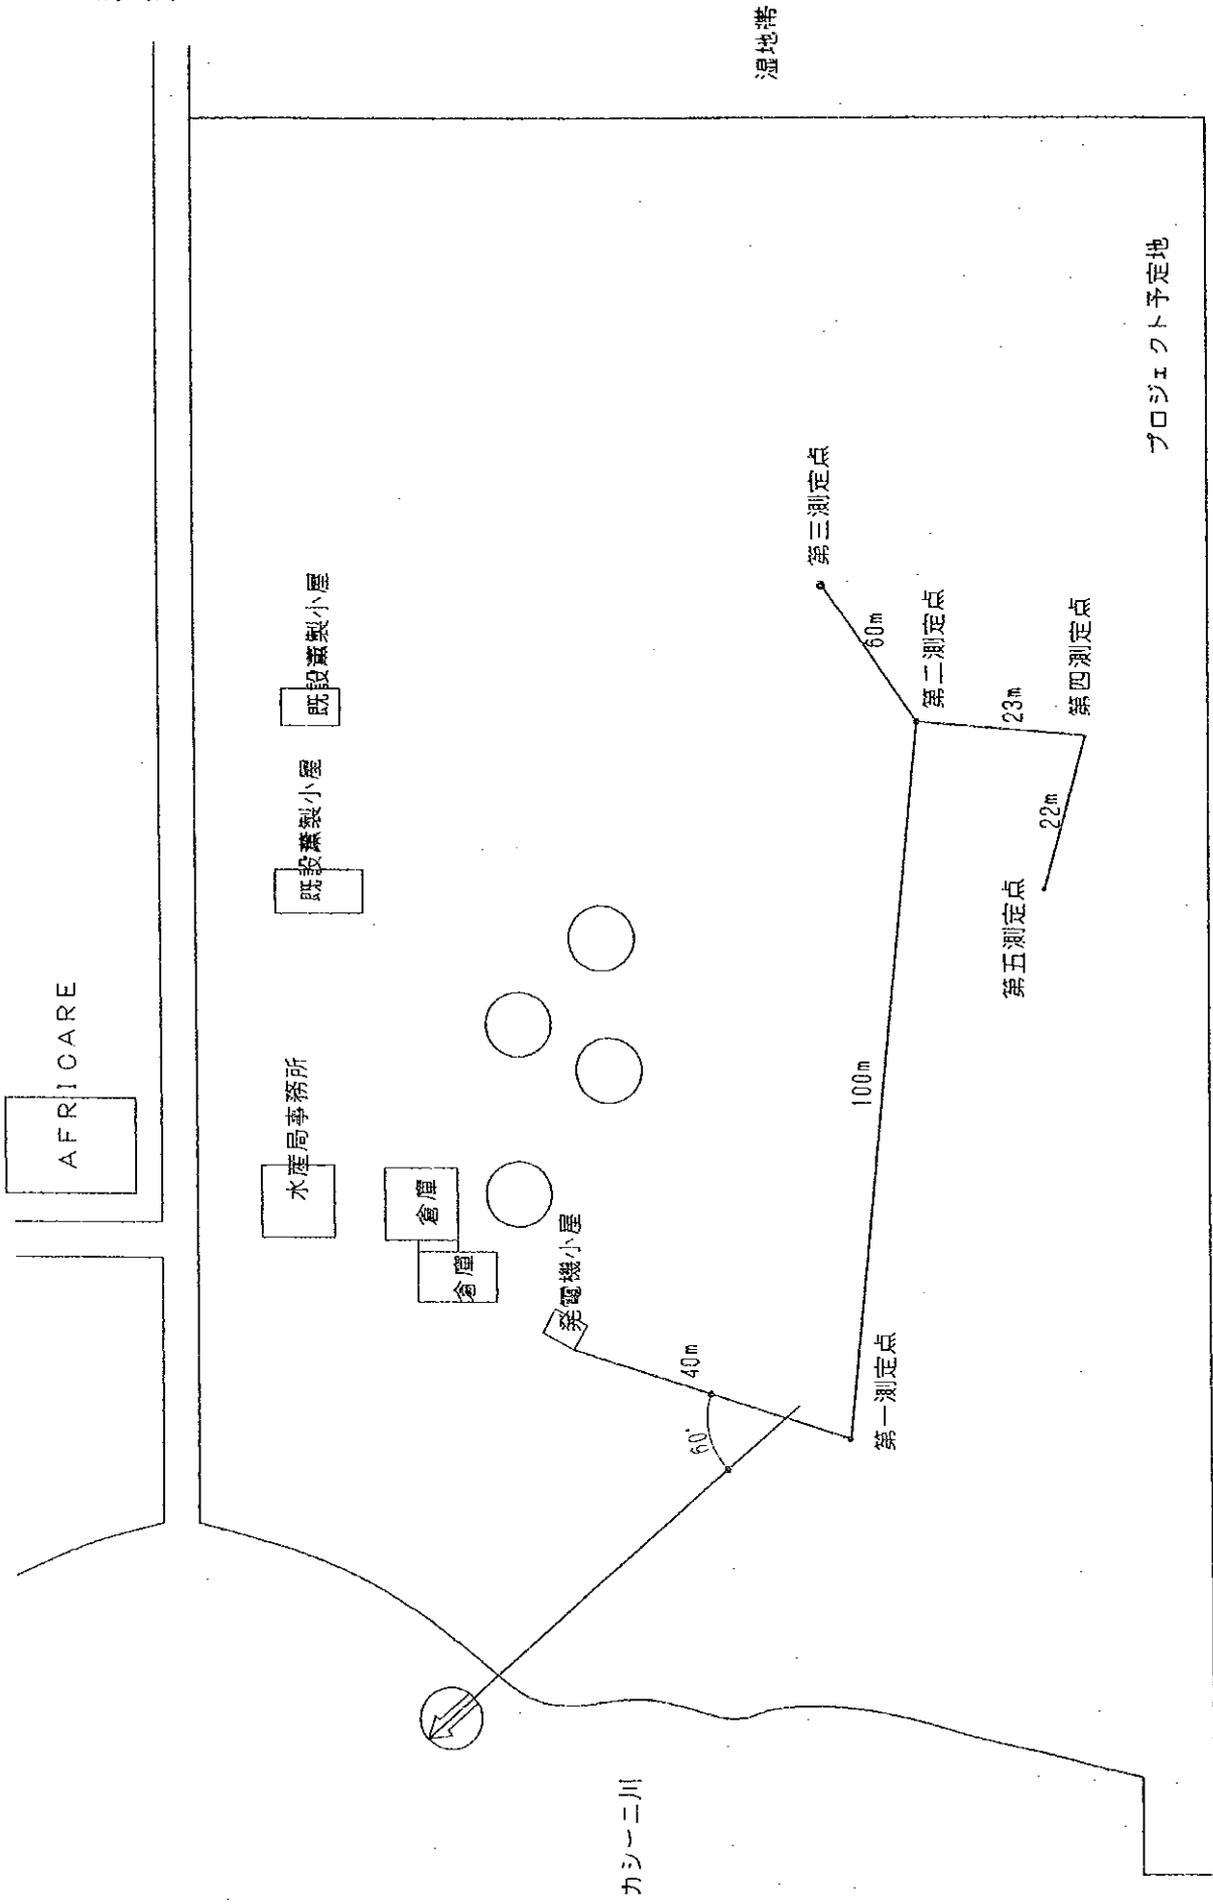 AFRICARE
水産局事務所
既設燻製小屋
既設燻製小屋
倉庫
倉庫
発電機小屋
湿地帯
カシーニ川
60°
40m
第一測定点
100m
第二測定点
60m
第三測定点
23m
第四測定点
22m
第五測定点
プロジェクト予定地